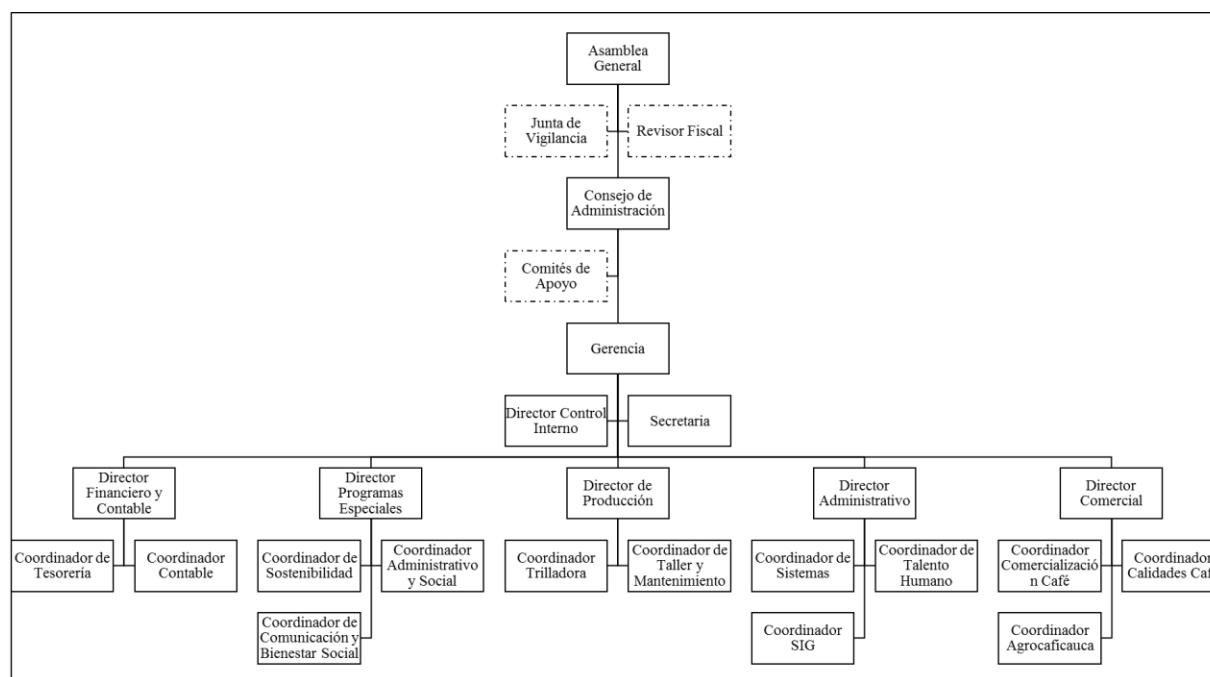 Asamblea
General
Junta de
Vigilancia
Revisor Fiscal
Consejo de
Administración
Comités de
Apoyo
Gerencia
Director Control
Interno
Secretaria
Director
Financiero y
Contable
Director
Programas
Especiales
Director de
Producción
Director
Administrativo
Director
Comercial
Coordinador de
Tesorería
Coordinador
Contable
Coordinador de
Sostenibilidad
Coordinador
Administrativo
y Social
Coordinador
Trilladora
Coordinador de
Taller y
Mantenimiento
Coordinador de
Sistemas
Coordinador de
Talento
Humano
Coordinador
Comercializació
n Café
Coordinador
Calidades Caf
Coordinador de
Comunicación y
Bienestar Social
Coordinador
SIG
Coordinador
Agrocaficauca